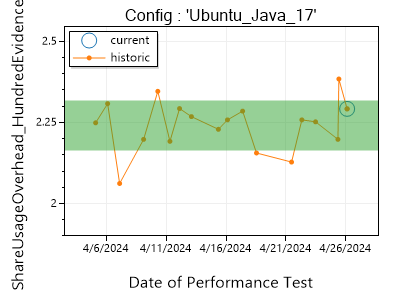 Config : 'Ubuntu_Java_17'
ShareUsageOverhead_HundredEvidence
current
historic
2.5
2.25
2
4/6/2024
4/11/2024
4/16/2024
4/21/2024
4/26/2024
Date of Performance Test